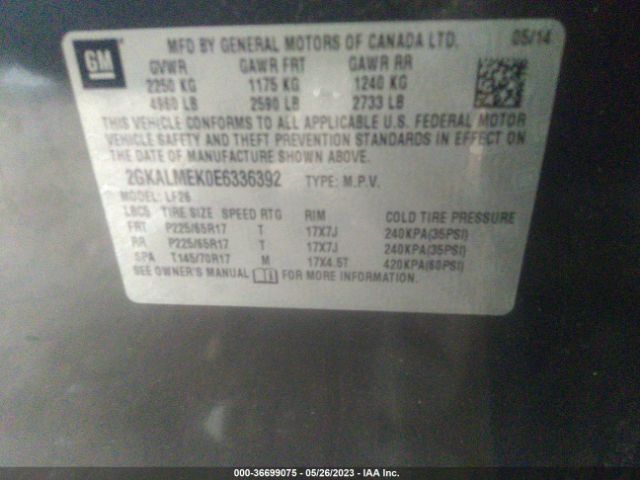 GM
MFD BY GENERAL MOTORS OF CANADA LTD. 05/14
GVWR GAWR FRT GAWR RR
2250 KG 1175 KG 1240 KG
4960 LB 2590 LB 2733 LB
THIS VEHICLE CONFORMS TO ALL APPLICABLE U.S. FEDERAL MOTOR
VEHICLE SAFETY AND THEFT PREVENTION STANDARDS IN EFFECT ON
THE DATE OF MANUFACTURE SHOWN ABOVE.
2GKALMEK0E6336392 TYPE: M.P.V.
MODEL: LF26
LBC5 TIRE SIZE SPEED RTG RIM COLD TIRE PRESSURE
FRT P225/65R17 T 17X7J 240KPA(35PSI)
RR P225/65R17 T 17X7J 240KPA(35PSI)
SPA T145/70R17 M 17X4.5T 420KPA(60PSI)
SEE OWNER'S MANUAL FOR MORE INFORMATION.
000-36699075 - 05/26/2023 - IAA Inc.